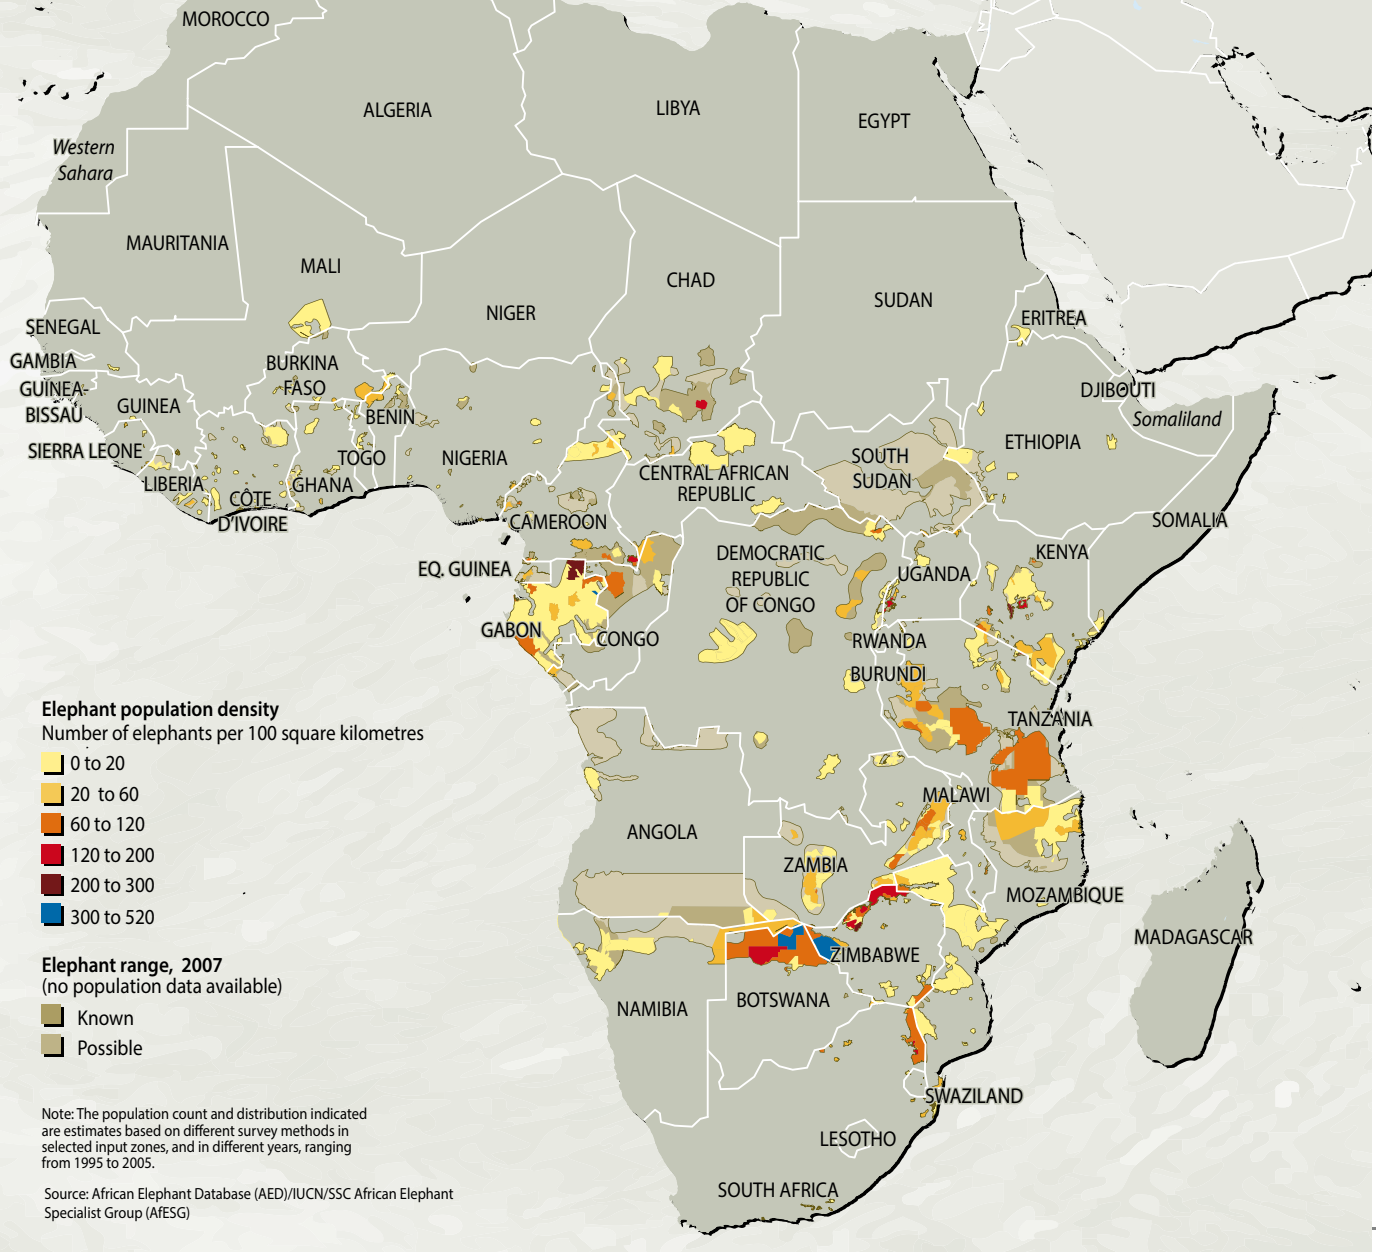 MOROCCO
ALGERIA
LIBYA
EGYPT
Western
Sahara
MAURITANIA
MALI
NIGER
CHAD
SUDAN
ERITREA
SENEGAL
GAMBIA
GUINEA-
BISSAU
GUINEA
SIERRA LEONE
LIBERIA
CÔTE
D'IVOIRE
BURKINA
FASO
BENIN
TOGO
GHANA
NIGERIA
CAMEROON
CENTRAL AFRICAN
REPUBLIC
SOUTH
SUDAN
DJIBOUTI
Somaliland
ETHIOPIA
SOMALIA
KENYA
UGANDA
DEMOCRATIC
REPUBLIC
OF CONGO
EQ. GUINEA
GABON
CONGO
RWANDA
BURUNDI
TANZANIA
MALAWI
ANGOLA
ZAMBIA
MOZAMBIQUE
MADAGASCAR
ZIMBABWE
NAMIBIA
BOTSWANA
SWAZILAND
LESOTHO
SOUTH AFRICA
Elephant population density
Number of elephants per 100 square kilometres
0 to 20
20 to 60
60 to 120
120 to 200
200 to 300
300 to 520
Elephant range, 2007
(no population data available)
Known
Possible
Note: The population count and distribution indicated
are estimates based on different survey methods in
selected input zones, and in different years, ranging
from 1995 to 2005.
Source: African Elephant Database (AED)/IUCN/SSC African Elephant
Specialist Group (AfESG)